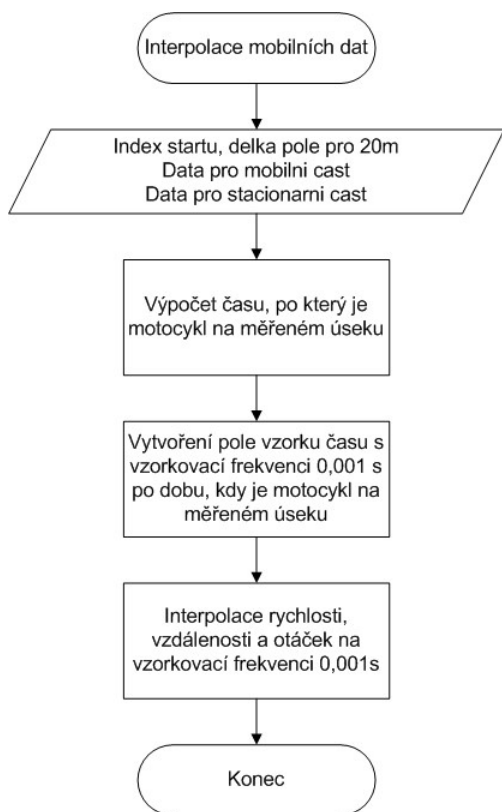 Interpolace mobilních dat
Index startu, delka pole pro 20m
Data pro mobilni cast
Data pro stacionarni cast
Výpočet času, po který je
motocykl na měřeném úseku
Vytvoření pole vzorku času s
vzorkovací frekvenci 0,001 s
po dobu, kdy je motocykl na
měřeném úseku
Interpolace rychlosti,
vzdálenosti a otáček na
vzorkovací frekvenci 0,001s
Konec